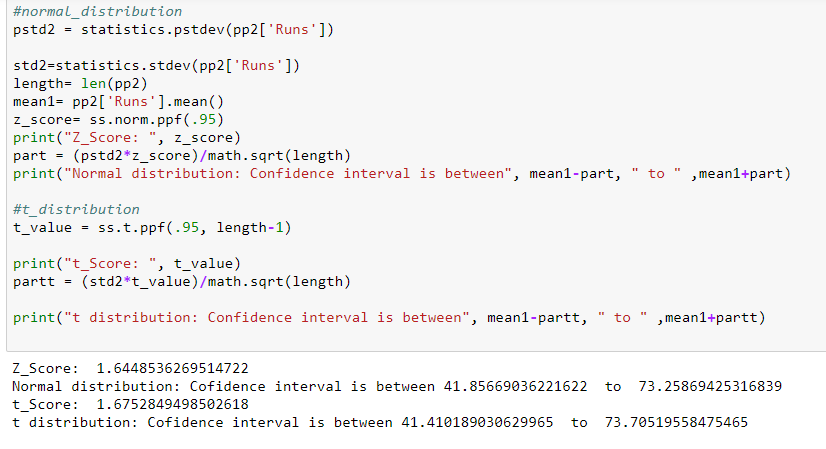 #normal_distribution
pstd2 = statistics.pstdev(pp2['Runs'])
std2=statistics.stdev(pp2['Runs'])
length= len(pp2)
mean1= pp2['Runs'].mean()
z_score= ss.norm.ppf(.95)
print("Z_Score: ", z_score)
part = (pstd2*z_score)/math.sqrt(length)
print("Normal distribution: Confidence interval is between", mean1-part, " to " ,mean1+part)
#t_distribution
t_value = ss.t.ppf(.95, length-1)
print("t_Score: ", t_value)
partt = (std2*t_value)/math.sqrt(length)
print("t distribution: Confidence interval is between", mean1-partt, " to " ,mean1+partt)
Z_Score:  1.6448536269514722
Normal distribution: Cofidence interval is between 41.85669036221622  to  73.25869425316839
t_Score:  1.6752849498502618
t distribution: Cofidence interval is between 41.410189030629965  to  73.70519558475465